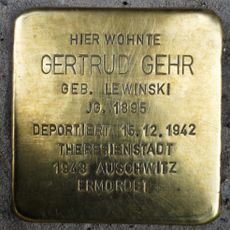 HIER WOHNTE
GERTRUD GEHR
GEB. LEWINSKI
JG. 1895
DEPORTIERT 15.12.1942
THERESIENSTADT
1943 AUSCHWITZ
ERMORDET